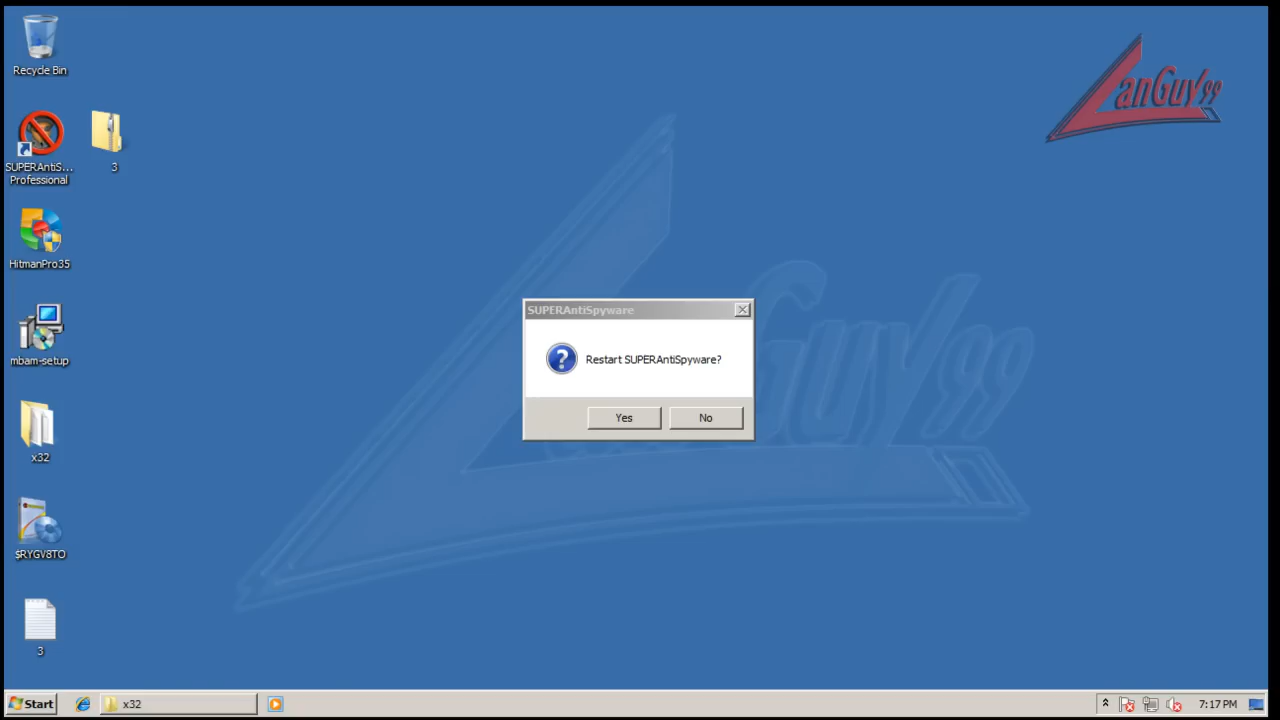 Recycle Bin
SUPERAntiS...
Professional
3
HitmanPro35
mbam-setup
x32
$RYGV8TO
3
LanGuy99
LanGuy99
SUPERAntiSpyware
Restart SUPERAntiSpyware?
Yes
No
Start
x32
7:17 PM